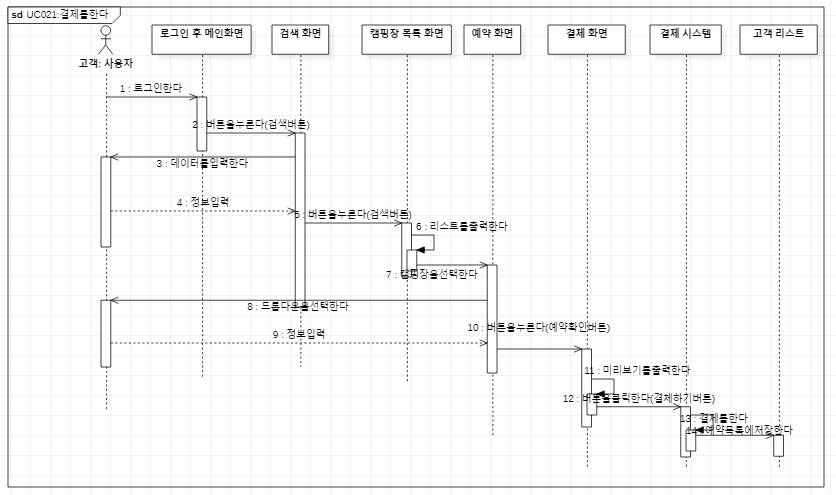 sd UC021:결제를한다
고객: 사용자
로그인 후 메인화면
검색 화면
캠핑장 목록 화면
예약 화면
결제 화면
결제 시스템
고객 리스트
1 : 로그인한다
2 : 버튼을누른다(검색버튼)
3 : 데이터를입력한다
4 : 정보입력
5 : 버튼을누른다(검색버튼)
6 : 리스트를출력한다
7 : 캠핑장을선택한다
8 : 드롭다운을선택한다
9 : 정보입력
10 : 버튼을누른다(예약확인버튼)
11 : 미리보기를출력한다
12 : 버튼을클릭한다(결제하기버튼)
13 : 결제를한다
14 : 예약목록에저장한다